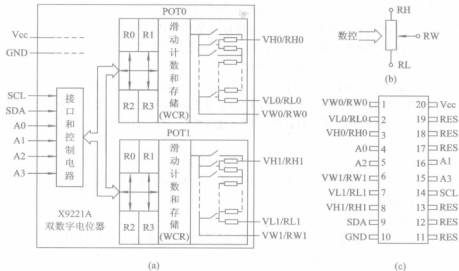 POT0
Vcc
GND
R0 R1
R2 R3
滑动计数和存储(WCR)
VH0/RH0
VL0/RL0
VW0/RW0
SCL
SDA
A0
A1
A2
A3
接口和控制电路
X9221A
双数字电位器
POT1
R0 R1
R2 R3
滑动计数和存储(WCR)
VH1/RH1
VL1/RL1
VW1/RW1
(a)
RH
数控
RW
RL
(b)
VW0/RW0 1 20 Vcc
VL0/RL0 2 19 RES
VH0/RH0 3 18 RES
A0 4 17 RES
A2 5 16 A1
VW1/RW1 6 15 A3
VL1/RL1 7 14 SCL
VH1/RH1 8 13 RES
SDA 9 12 RES
GND 10 11 RES
(c)